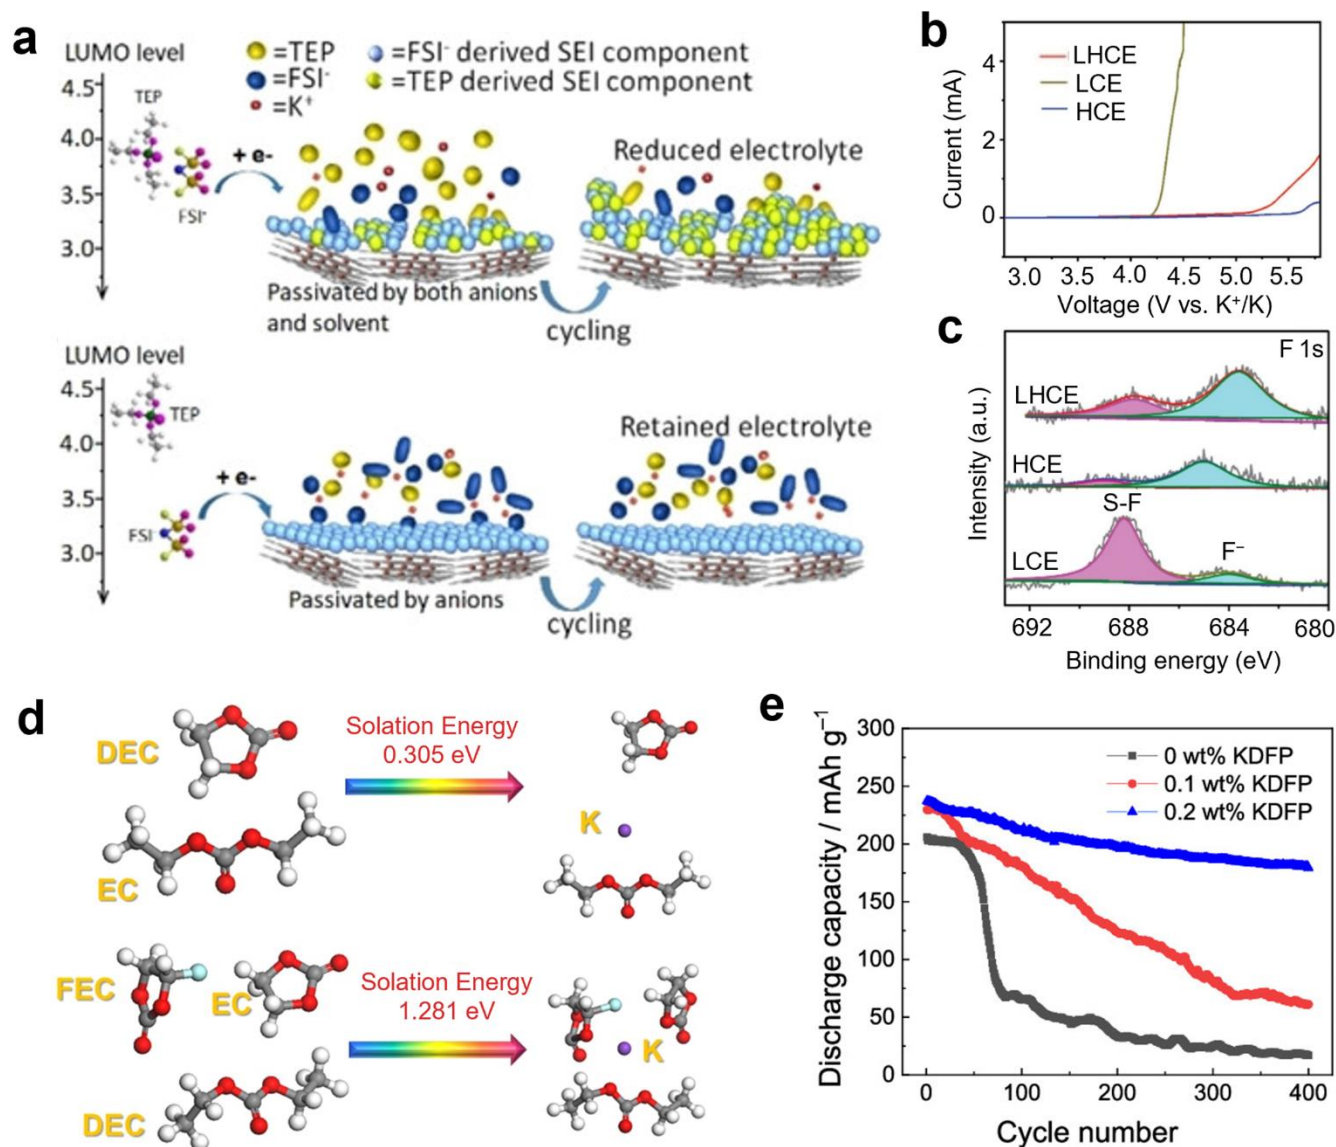 a
LUMO level
4.5
4.0
3.5
3.0
TEP
FSI⁻
=TEP
=FSI⁻
=K⁺
=FSI⁻ derived SEI component
=TEP derived SEI component
+ e-
Reduced electrolyte
Passivated by both anions
and solvent
cycling
LUMO level
4.5
4.0
3.5
3.0
TEP
FSI
+ e-
Retained electrolyte
Passivated by anions
cycling
b
Current (mA)
4
2
0
LHCE
LCE
HCE
3.0 3.5 4.0 4.5 5.0 5.5
Voltage (V vs. K⁺/K)
c
F 1s
Intensity (a.u.)
LHCE
HCE
S-F
LCE
F⁻
692 688 684 680
Binding energy (eV)
d
DEC
EC
Solation Energy
0.305 eV
K
FEC
EC
DEC
Solation Energy
1.281 eV
K
e
Discharge capacity / mAh g⁻¹
300
250
200
150
100
50
0
0 wt% KDFP
0.1 wt% KDFP
0.2 wt% KDFP
0 100 200 300 400
Cycle number